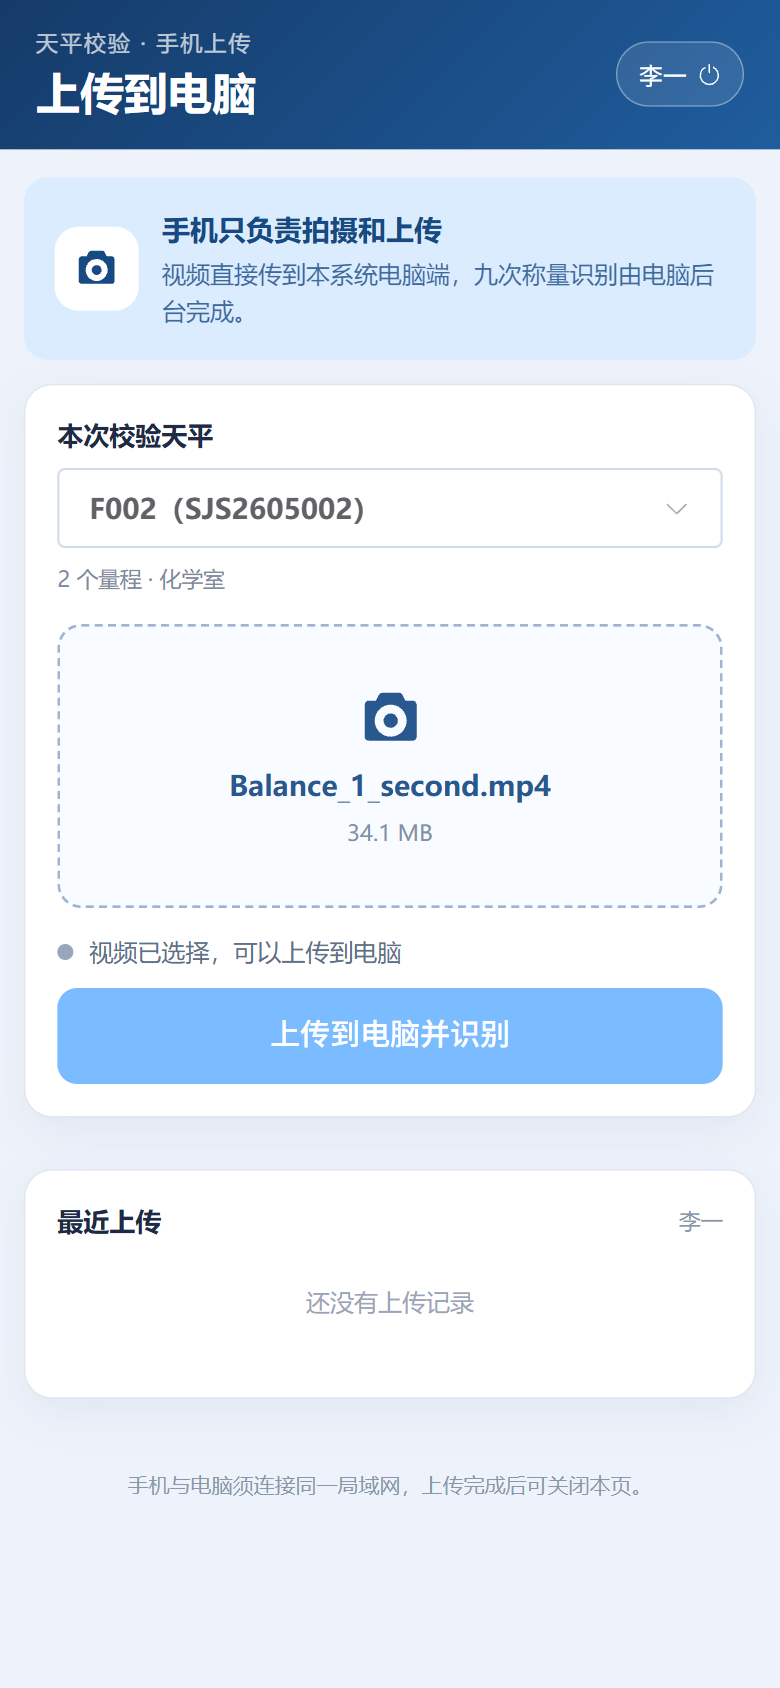 天平校验 · 手机上传
上传到电脑
李一
手机只负责拍摄和上传
视频直接传到本系统电脑端，九次称量识别由电脑后
台完成。
本次校验天平
F002（SJS2605002）
2 个量程 · 化学室
Balance_1_second.mp4
34.1 MB
视频已选择，可以上传到电脑
上传到电脑并识别
最近上传
李一
还没有上传记录
手机与电脑须连接同一局域网，上传完成后可关闭本页。